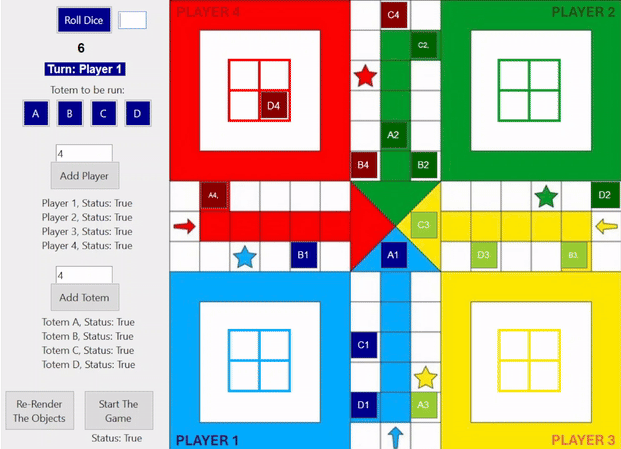 Roll Dice
6
Turn: Player 1
Totem to be run:
A B C D
4
Add Player
Player 1, Status: True
Player 2, Status: True
Player 3, Status: True
Player 4, Status: True
4
Add Totem
Totem A, Status: True
Totem B, Status: True
Totem C, Status: True
Totem D, Status: True
Re-Render
The Objects
Start The
Game
Status: True
PLAYER 4
C4
PLAYER 2
C2,
D4
A2
B4
B2
A4,
D2
C3
B1
A1
D3
B3,
C1
D1
A3
PLAYER 1
PLAYER 3